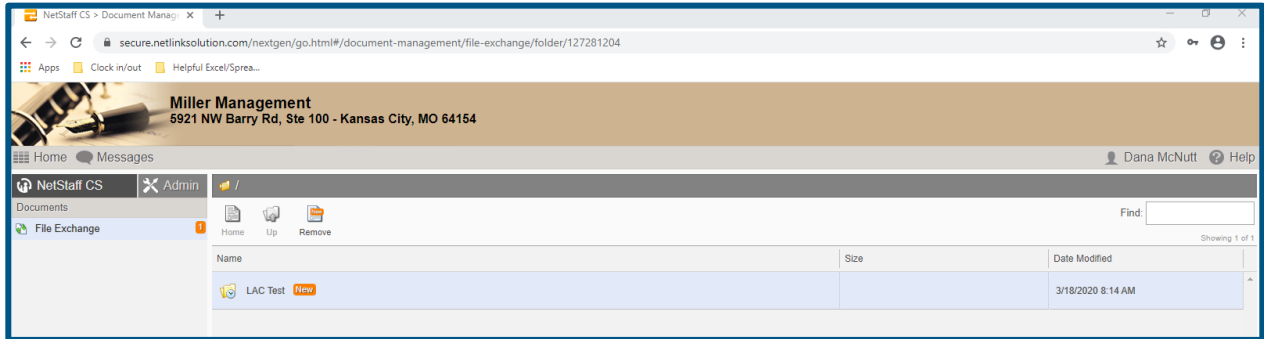 NetStaff CS > Document Manag
secure.netlinksolution.com/nextgen/go.html#/document-management/file-exchange/folder/127281204
Apps Clock in/out Helpful Excel/Sprea...
Miller Management
5921 NW Barry Rd, Ste 100 - Kansas City, MO 64154
Home Messages Dana McNutt Help
NetStaff CS Admin /
Documents
File Exchange 1
Home Up Remove Find:
Showing 1 of 1
Name Size Date Modified
LAC Test New 3/18/2020 8:14 AM